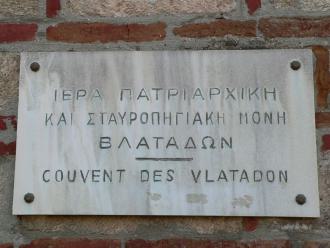 ΙΕΡΑ ΠΑΤΡΙΑΡΧΙΚΗ
ΚΑΙ ΣΤΑΥΡΟΠΗΓΙΑΚΗ ΜΟΝΗ
ΒΛΑΤΑΔΩΝ
COUVENT DES VLATADON